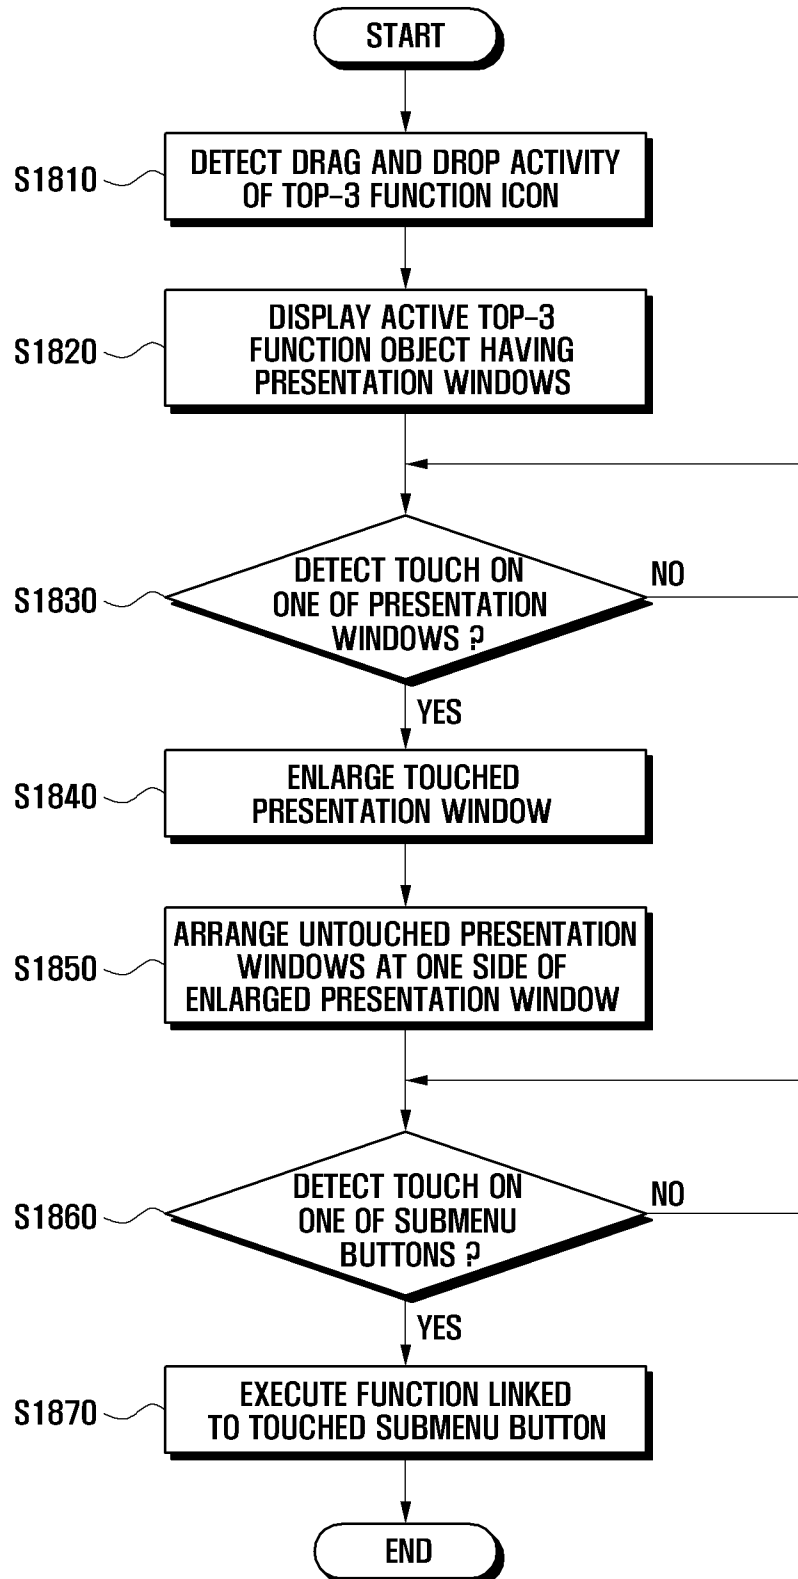 START
S1810
DETECT DRAG AND DROP ACTIVITY
OF TOP-3 FUNCTION ICON
S1820
DISPLAY ACTIVE TOP-3
FUNCTION OBJECT HAVING
PRESENTATION WINDOWS
S1830
DETECT TOUCH ON
ONE OF PRESENTATION
WINDOWS ?
NO
YES
S1840
ENLARGE TOUCHED
PRESENTATION WINDOW
S1850
ARRANGE UNTOUCHED PRESENTATION
WINDOWS AT ONE SIDE OF
ENLARGED PRESENTATION WINDOW
S1860
DETECT TOUCH ON
ONE OF SUBMENU
BUTTONS ?
NO
YES
S1870
EXECUTE FUNCTION LINKED
TO TOUCHED SUBMENU BUTTON
END